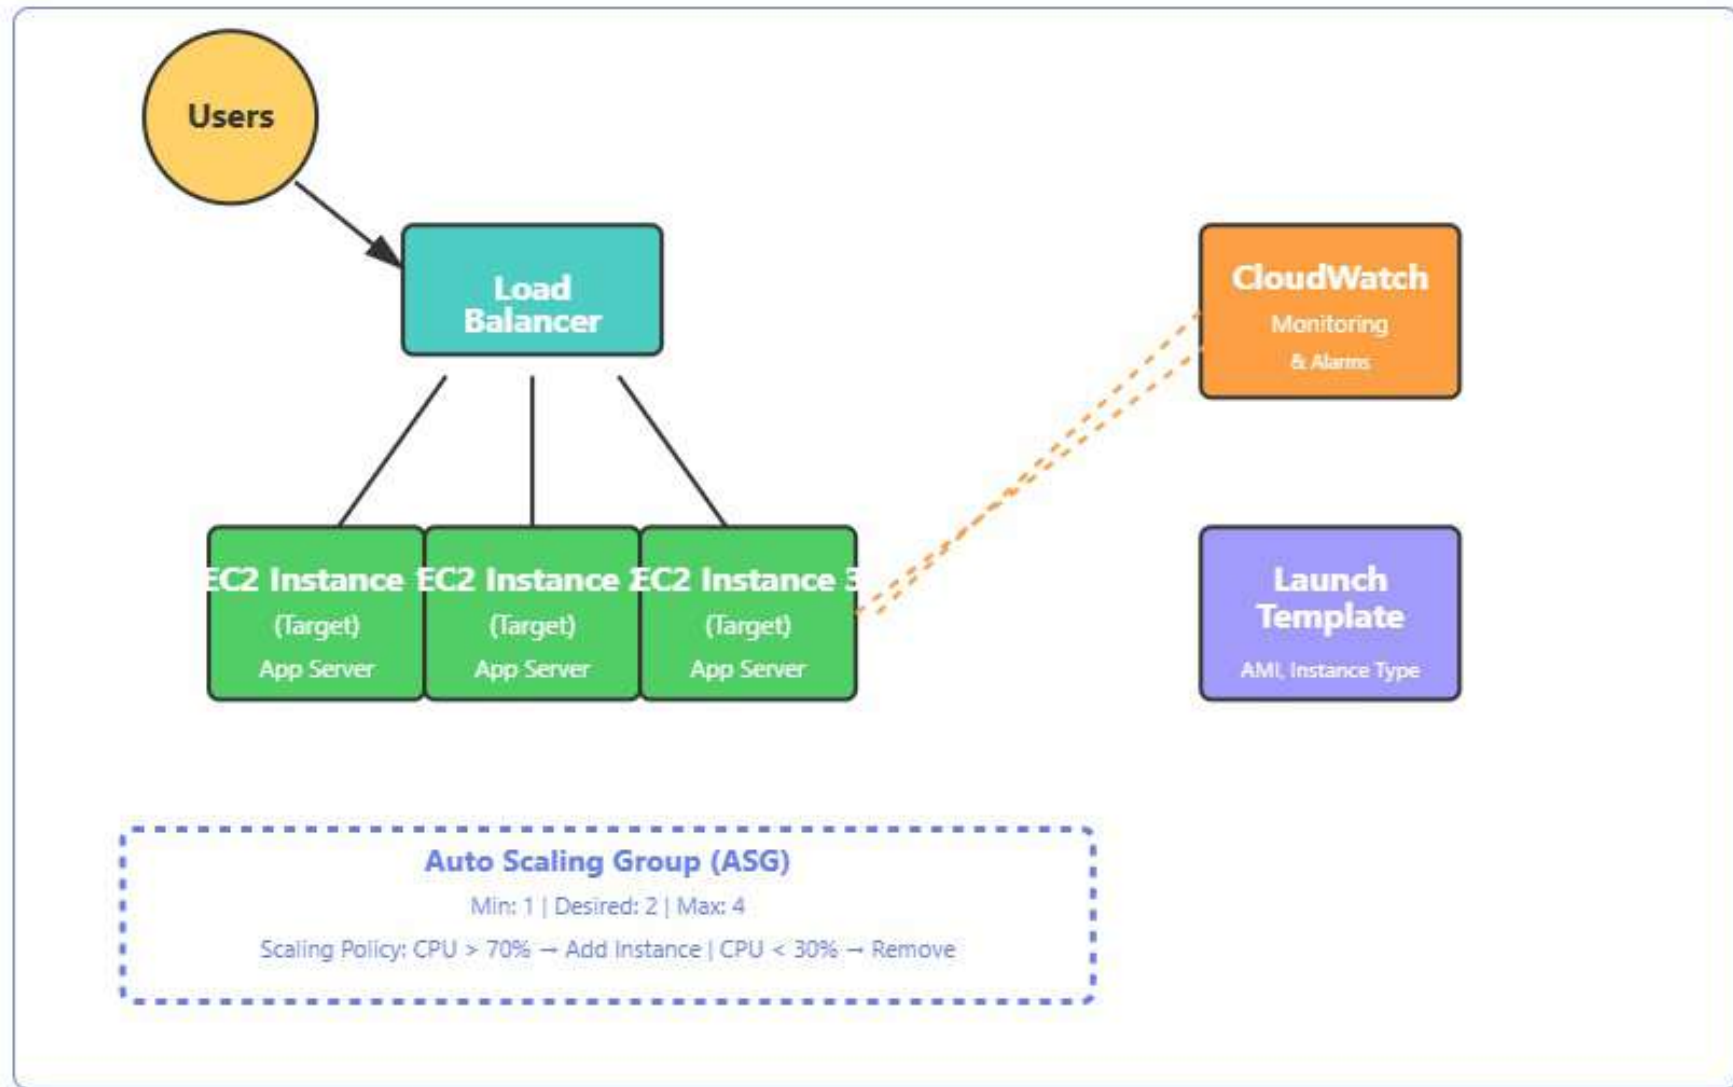 Users
Load
Balancer
CloudWatch
Monitoring
& Alarms
EC2 Instance
EC2 Instance 2
EC2 Instance 3
(Target)
(Target)
(Target)
App Server
App Server
App Server
Launch
Template
AMI, Instance Type
Auto Scaling Group (ASG)
Min: 1 | Desired: 2 | Max: 4
Scaling Policy: CPU > 70% → Add Instance | CPU < 30% → Remove